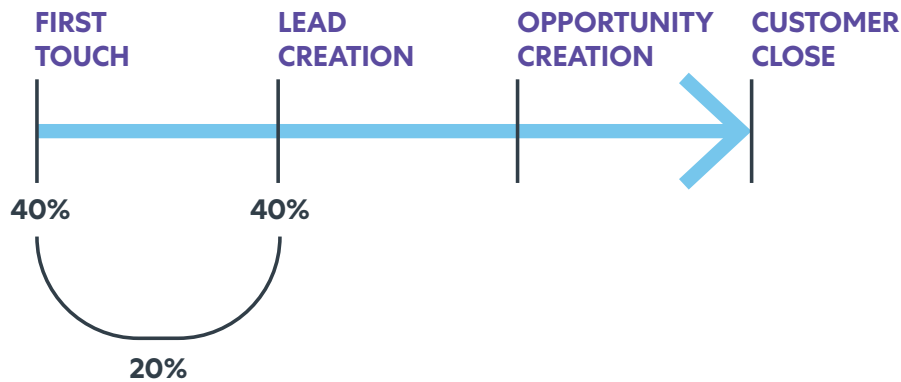 FIRST
TOUCH
LEAD
CREATION
OPPORTUNITY
CREATION
CUSTOMER
CLOSE
40%
40%
20%